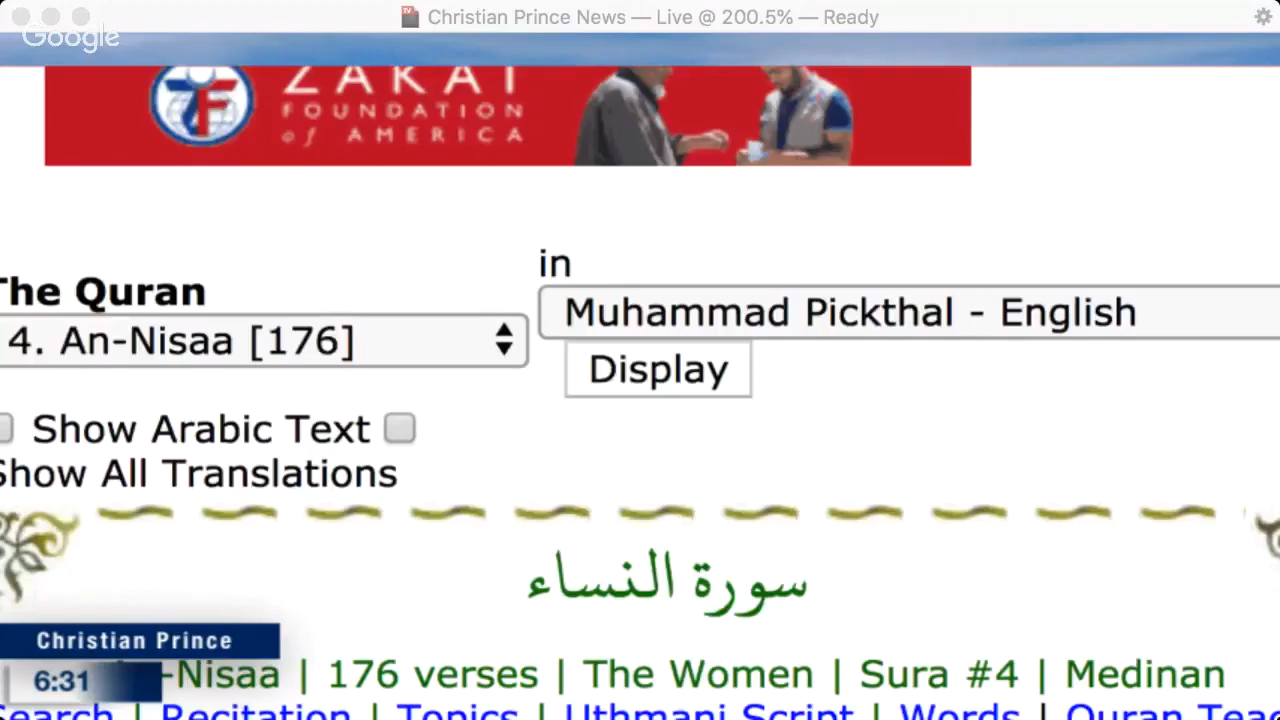 Christian Prince News — Live @ 200.5% — Ready
Google
ZAKAT
FOUNDATION
of AMERICA
in
The Quran
Muhammad Pickthal - English
4. An-Nisaa [176]
Display
Show Arabic Text
Show All Translations
سورة النساء
Christian Prince
-Nisaa | 176 verses | The Women | Sura #4 | Medinan
6:31
Search | Recitation | Topics | Uthmani Script | Words | Quran Tea